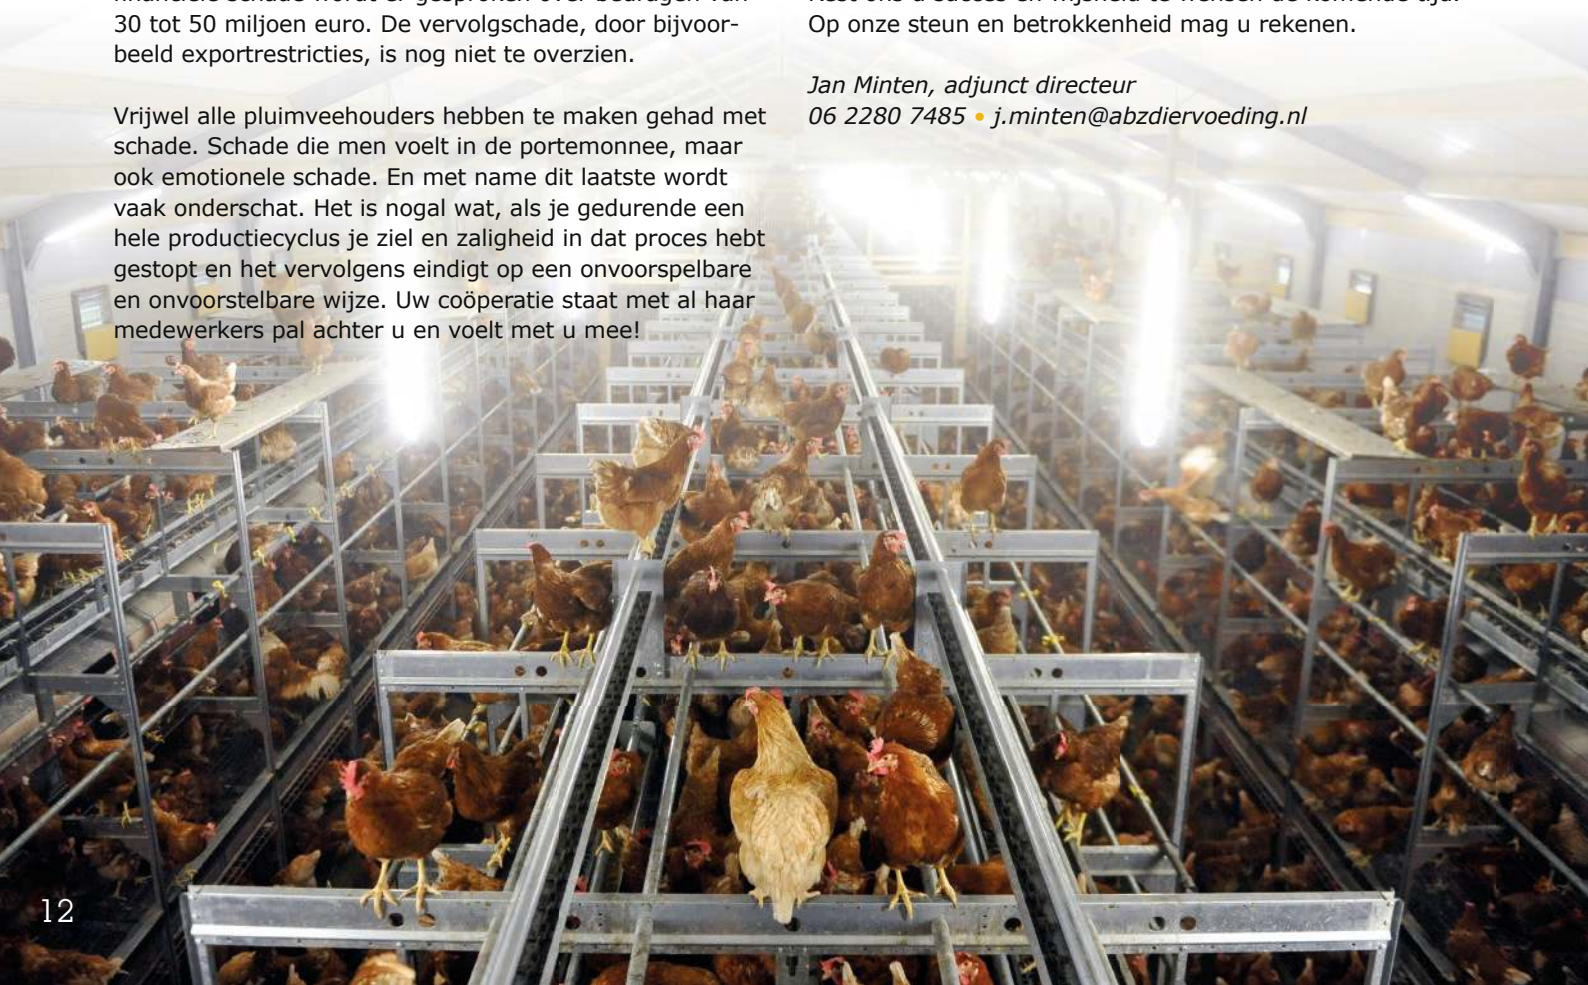 30 tot 50 miljoen euro. De vervolgschade, door bijvoor-
beeld exportrestricties, is nog niet te overzien.
Vrijwel alle pluimveehouders hebben te maken gehad met
schade. Schade die men voelt in de portemonnee, maar
ook emotionele schade. En met name dit laatste wordt
vaak onderschat. Het is nogal wat, als je gedurende een
hele productiecyclus je ziel en zaligheid in dat proces hebt
gestopt en het vervolgens eindigt op een onvoorspelbare
en onvoorstelbare wijze. Uw coöperatie staat met al haar
medewerkers pal achter u en voelt met u mee!
Op onze steun en betrokkenheid mag u rekenen.
Jan Minten, adjunct directeur
06 2280 7485 • j.minten@abzdiervoeding.nl
12